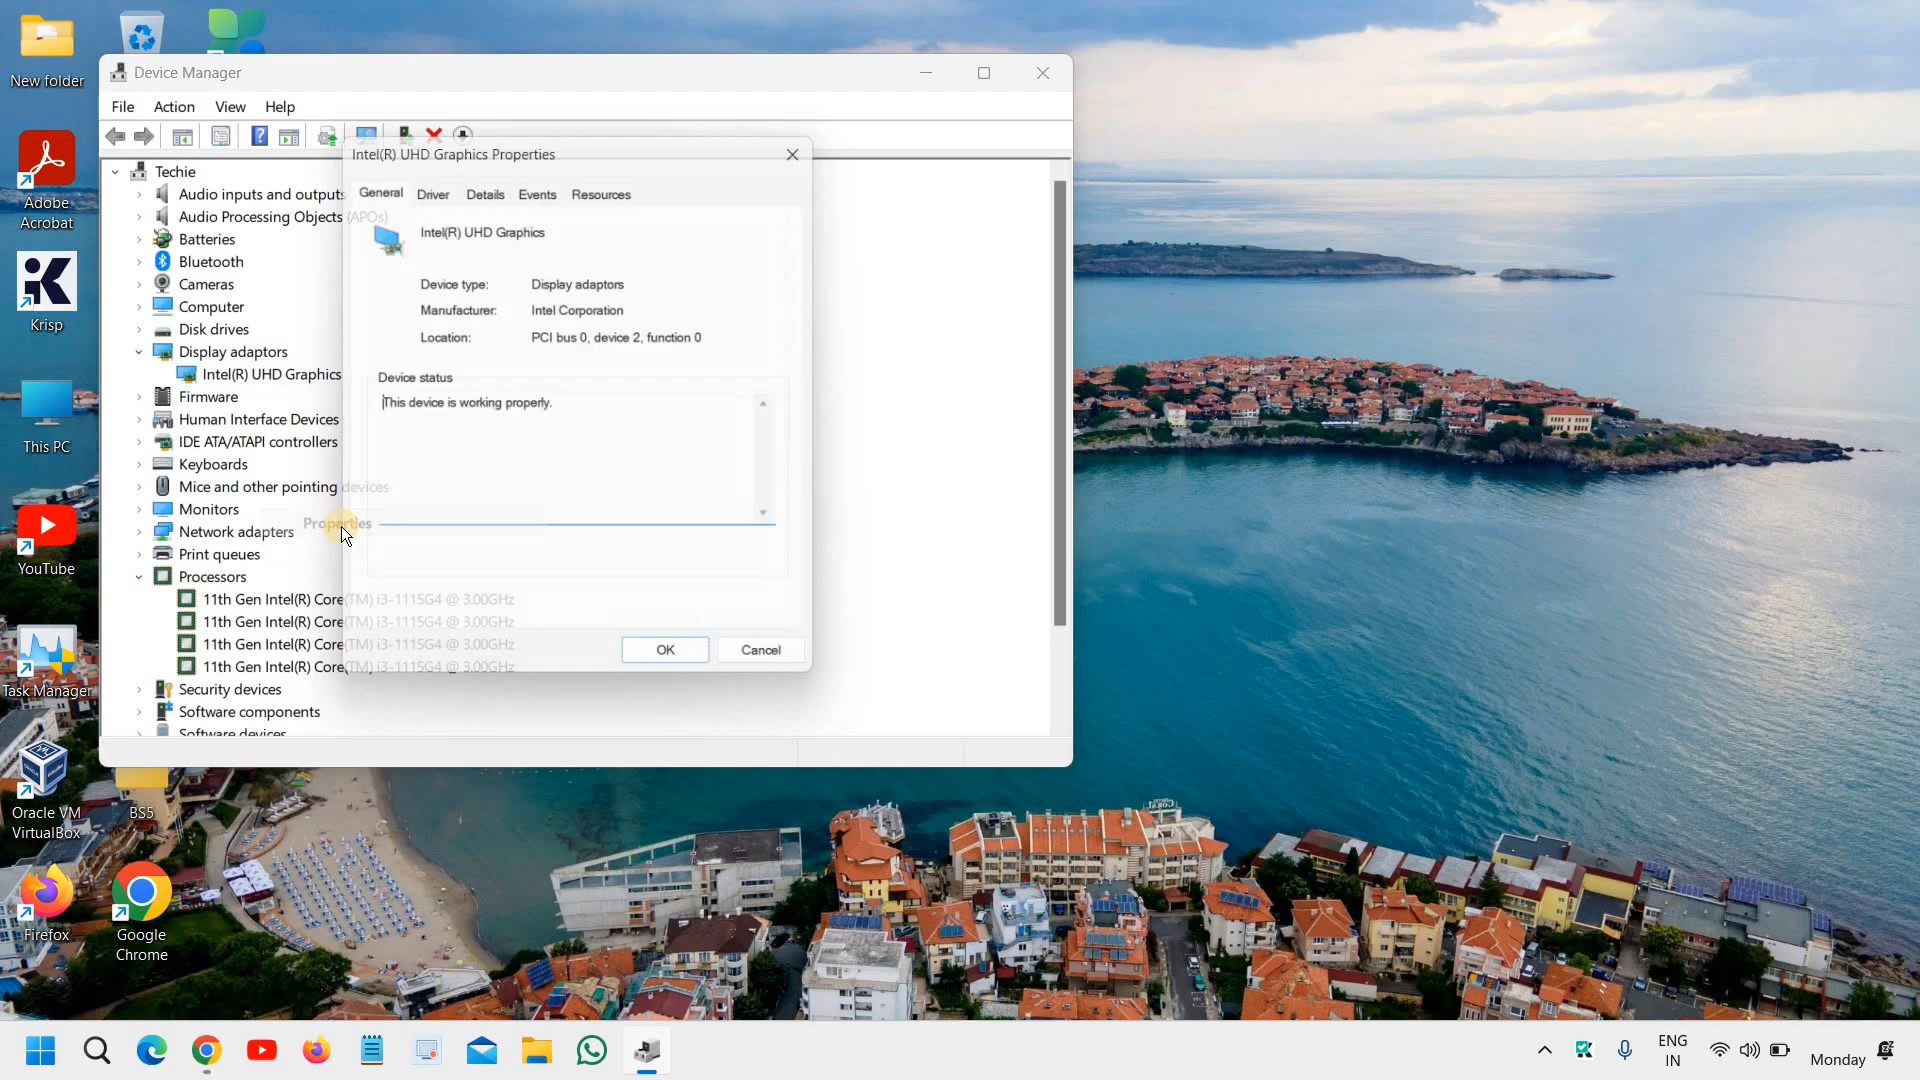 New folder
Adobe
Acrobat
Krisp
This PC
YouTube
Task Manager
Oracle VM
VirtualBox
BS5
Firefox
Google
Chrome
Device Manager
File Action View Help
Techie
Audio inputs and outputs
Audio Processing Objects (APOs)
Batteries
Bluetooth
Cameras
Computer
Disk drives
Display adaptors
Intel(R) UHD Graphics
Firmware
Human Interface Devices
IDE ATA/ATAPI controllers
Keyboards
Mice and other pointing devices
Monitors
Network adapters
Print queues
Processors
11th Gen Intel(R) Core(TM) i3-1115G4 @ 3.00GHz
11th Gen Intel(R) Core(TM) i3-1115G4 @ 3.00GHz
11th Gen Intel(R) Core(TM) i3-1115G4 @ 3.00GHz
11th Gen Intel(R) Core(TM) i3-1115G4 @ 3.00GHz
Security devices
Software components
Software devices
Properties
Intel(R) UHD Graphics Properties
General Driver Details Events Resources
Intel(R) UHD Graphics
Device type: Display adaptors
Manufacturer: Intel Corporation
Location: PCI bus 0, device 2, function 0
Device status
This device is working properly.
OK Cancel
ENG
IN
Monday